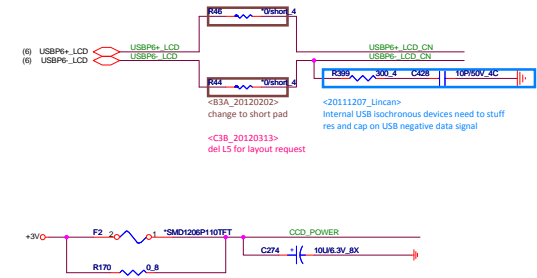 R46 *0/short_4
(6) USBP6+_LCD USBP6+_LCD USBP6+_LCD_CN
(6) USBP6-_LCD USBP6-_LCD USBP6-_LCD_CN
R399 300_4 C428 10P/50V_4C
R44 *0/short_4
<B3A_20120202>
change to short pad
<20111207_Lincan>
Internal USB isochronous devices need to stuff
res and cap on USB negative data signal
<C3B_20120313>
del L5 for layout request
+3V F2 2 1 *SMD1206P110TFT CCD_POWER
C274 + 10U/6.3V_8X
R170 0_8